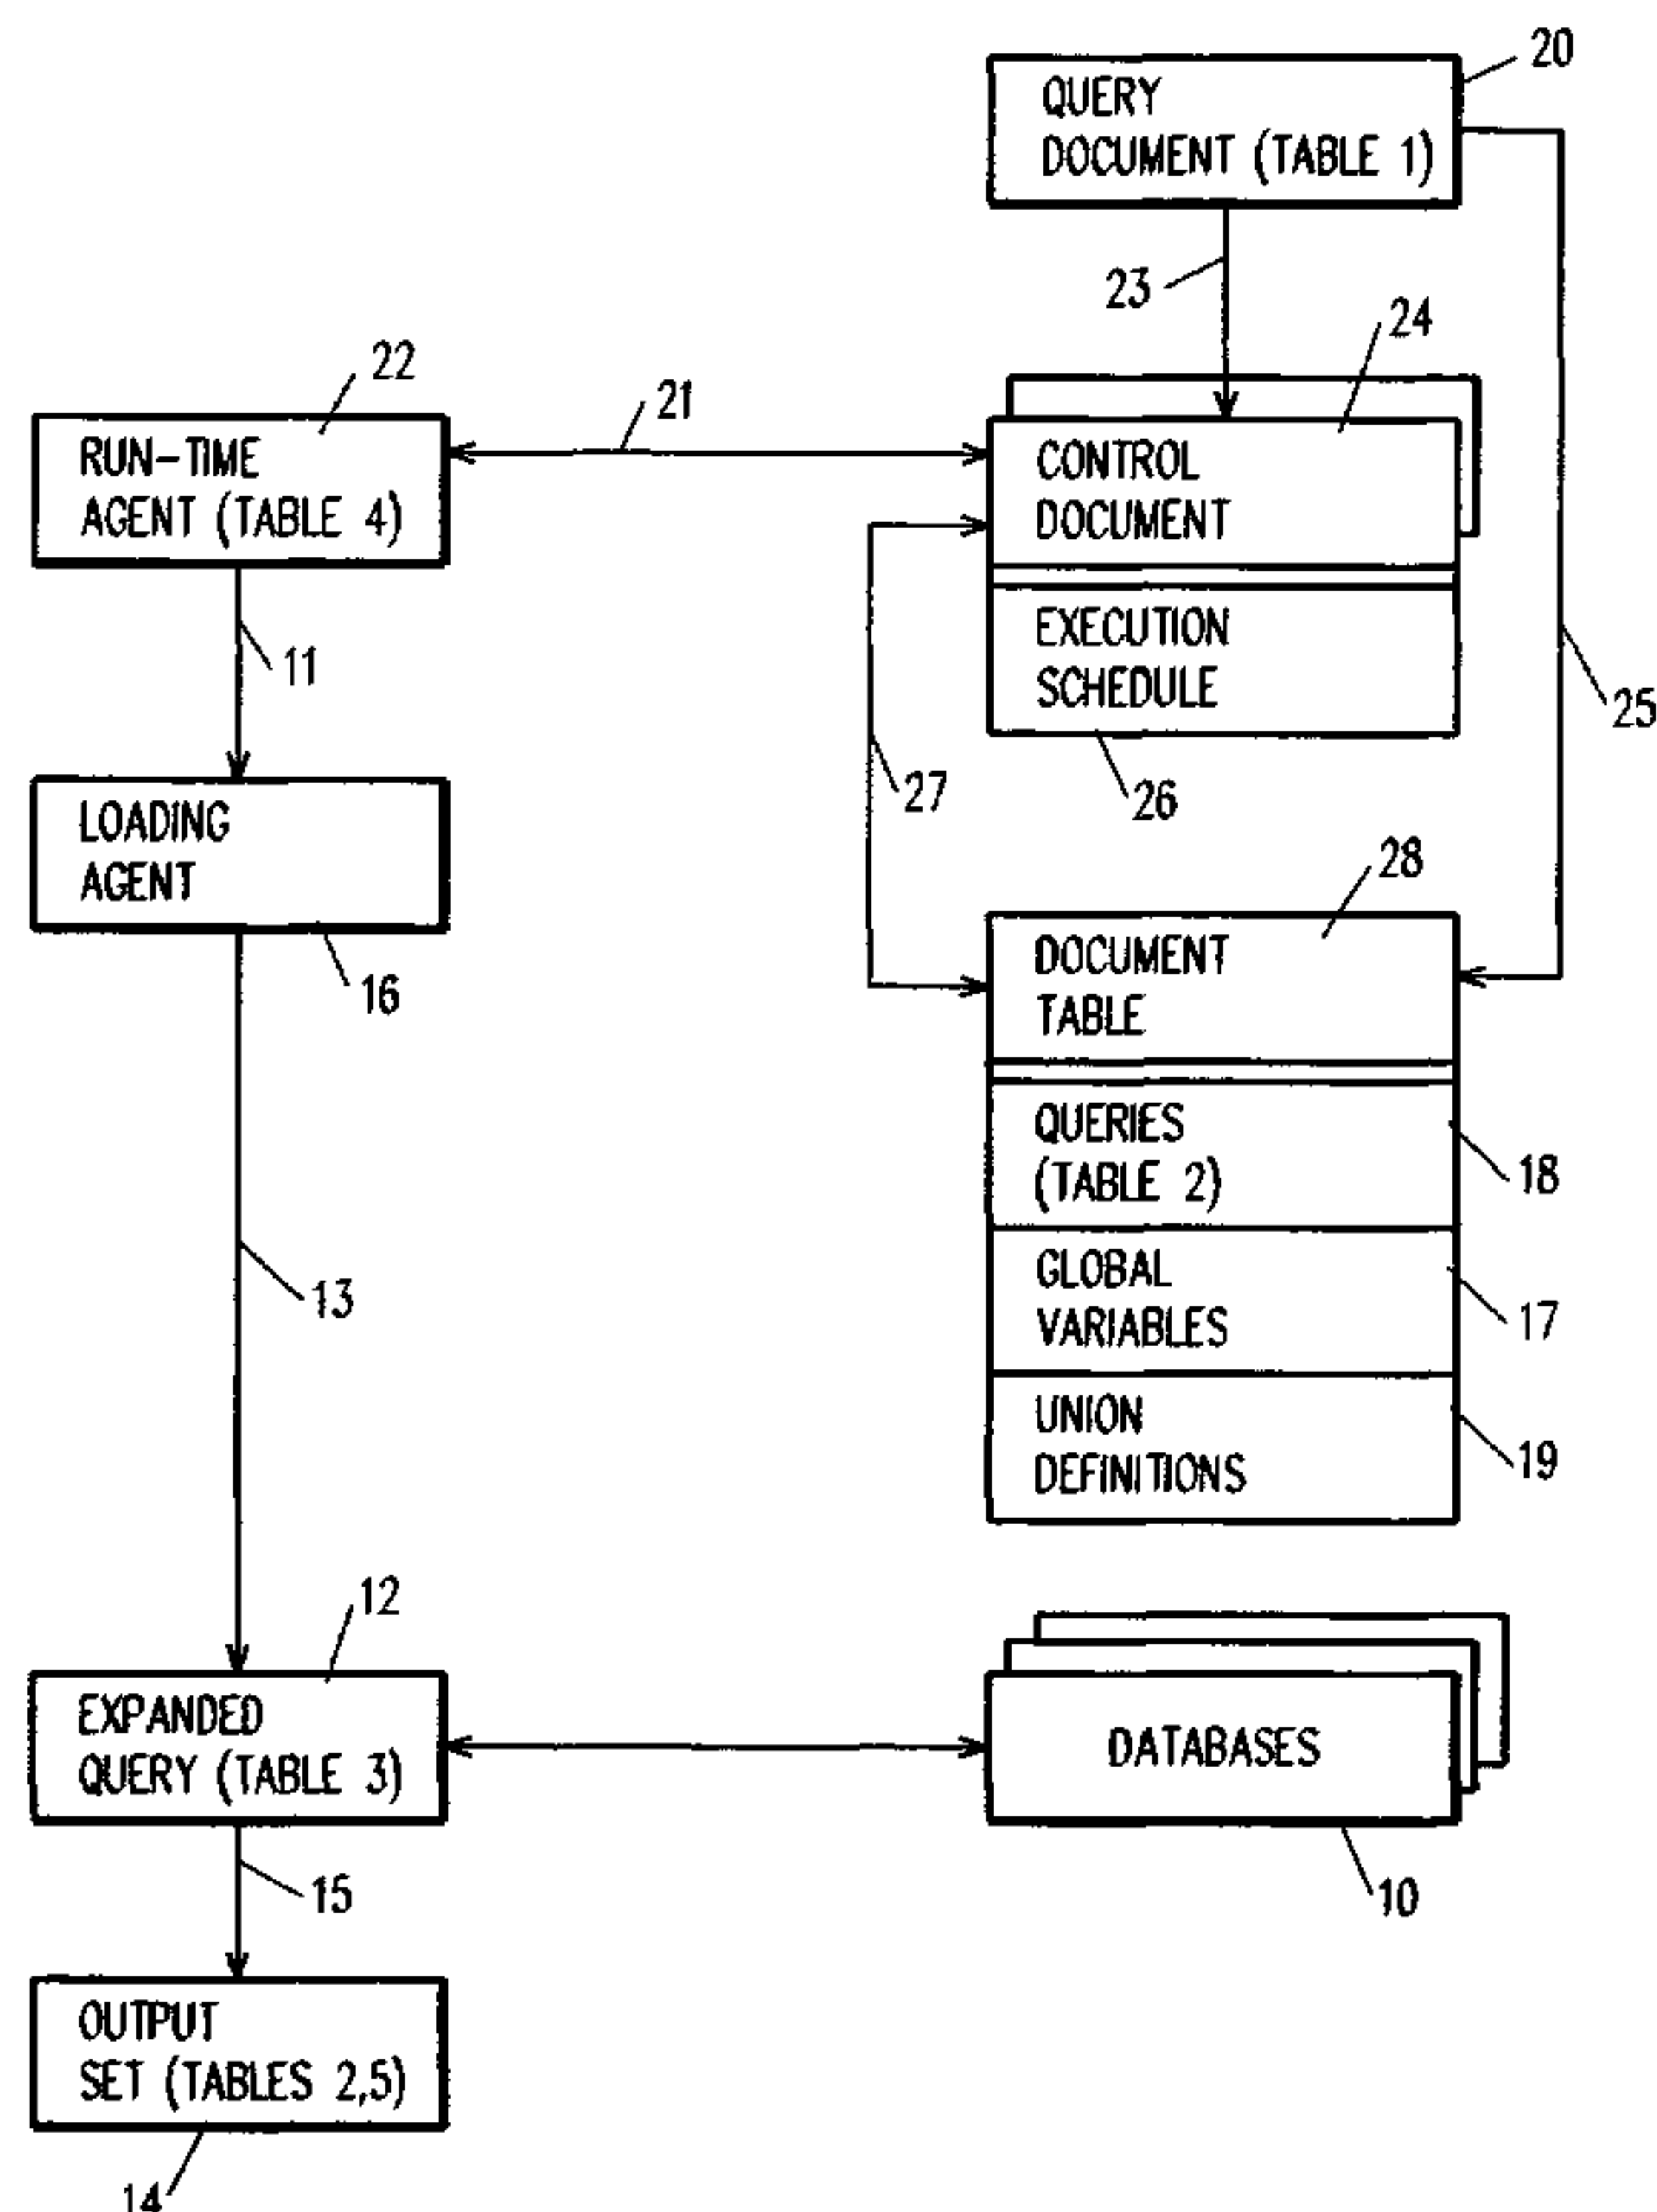 20
QUERY
DOCUMENT (TABLE 1)
23
24
22
21
RUN-TIME
AGENT (TABLE 4)
CONTROL
DOCUMENT
11
EXECUTION
SCHEDULE
25
27
26
LOADING
AGENT
28
16
DOCUMENT
TABLE
QUERIES
(TABLE 2)
18
13
GLOBAL
VARIABLES
17
UNION
DEFINITIONS
19
12
EXPANDED
QUERY (TABLE 3)
DATABASES
15
10
OUTPUT
SET (TABLES 2,5)
14